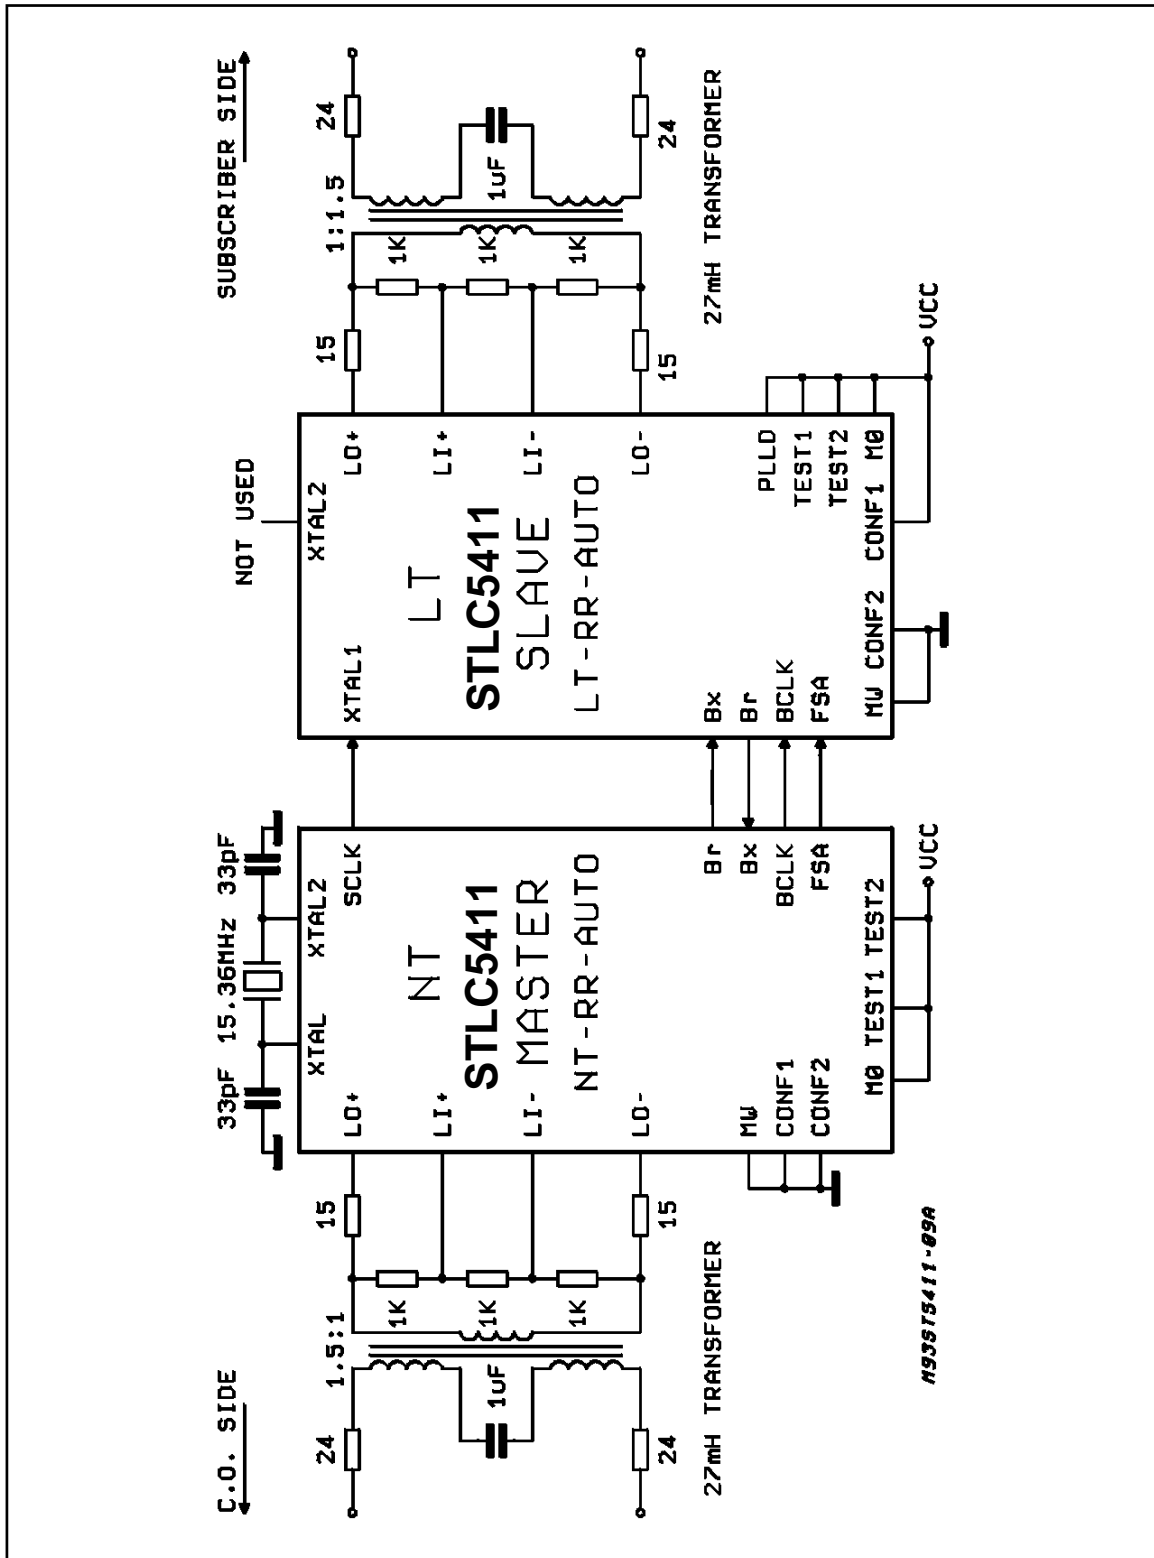 C.O. SIDE
SUBSCRIBER SIDE
33pF 15.36MHz 33pF
NOT USED
1.5:1
1:1.5
24
15
15
24
XTAL
XTAL2
XTAL1
XTAL2
LO+
SCLK
LO+
1K
1K
NT
LT
LI+
LI+
1uF
1K
STLC5411
STLC5411
1K
1uF
LI-
MASTER
SLAVE
LI-
1K
1K
NT-RR-AUTO
LT-RR-AUTO
24
15
LO-
LO-
15
24
27mH TRANSFORMER
27mH TRANSFORMER
Br
Bx
MW
Bx
Br
PLLD
CONF1
BCLK
BCLK
TEST1
CONF2
FSA
FSA
TEST2
M0 TEST1 TEST2
MW CONF2 CONF1 M0
VCC
VCC
M93ST5411-09A